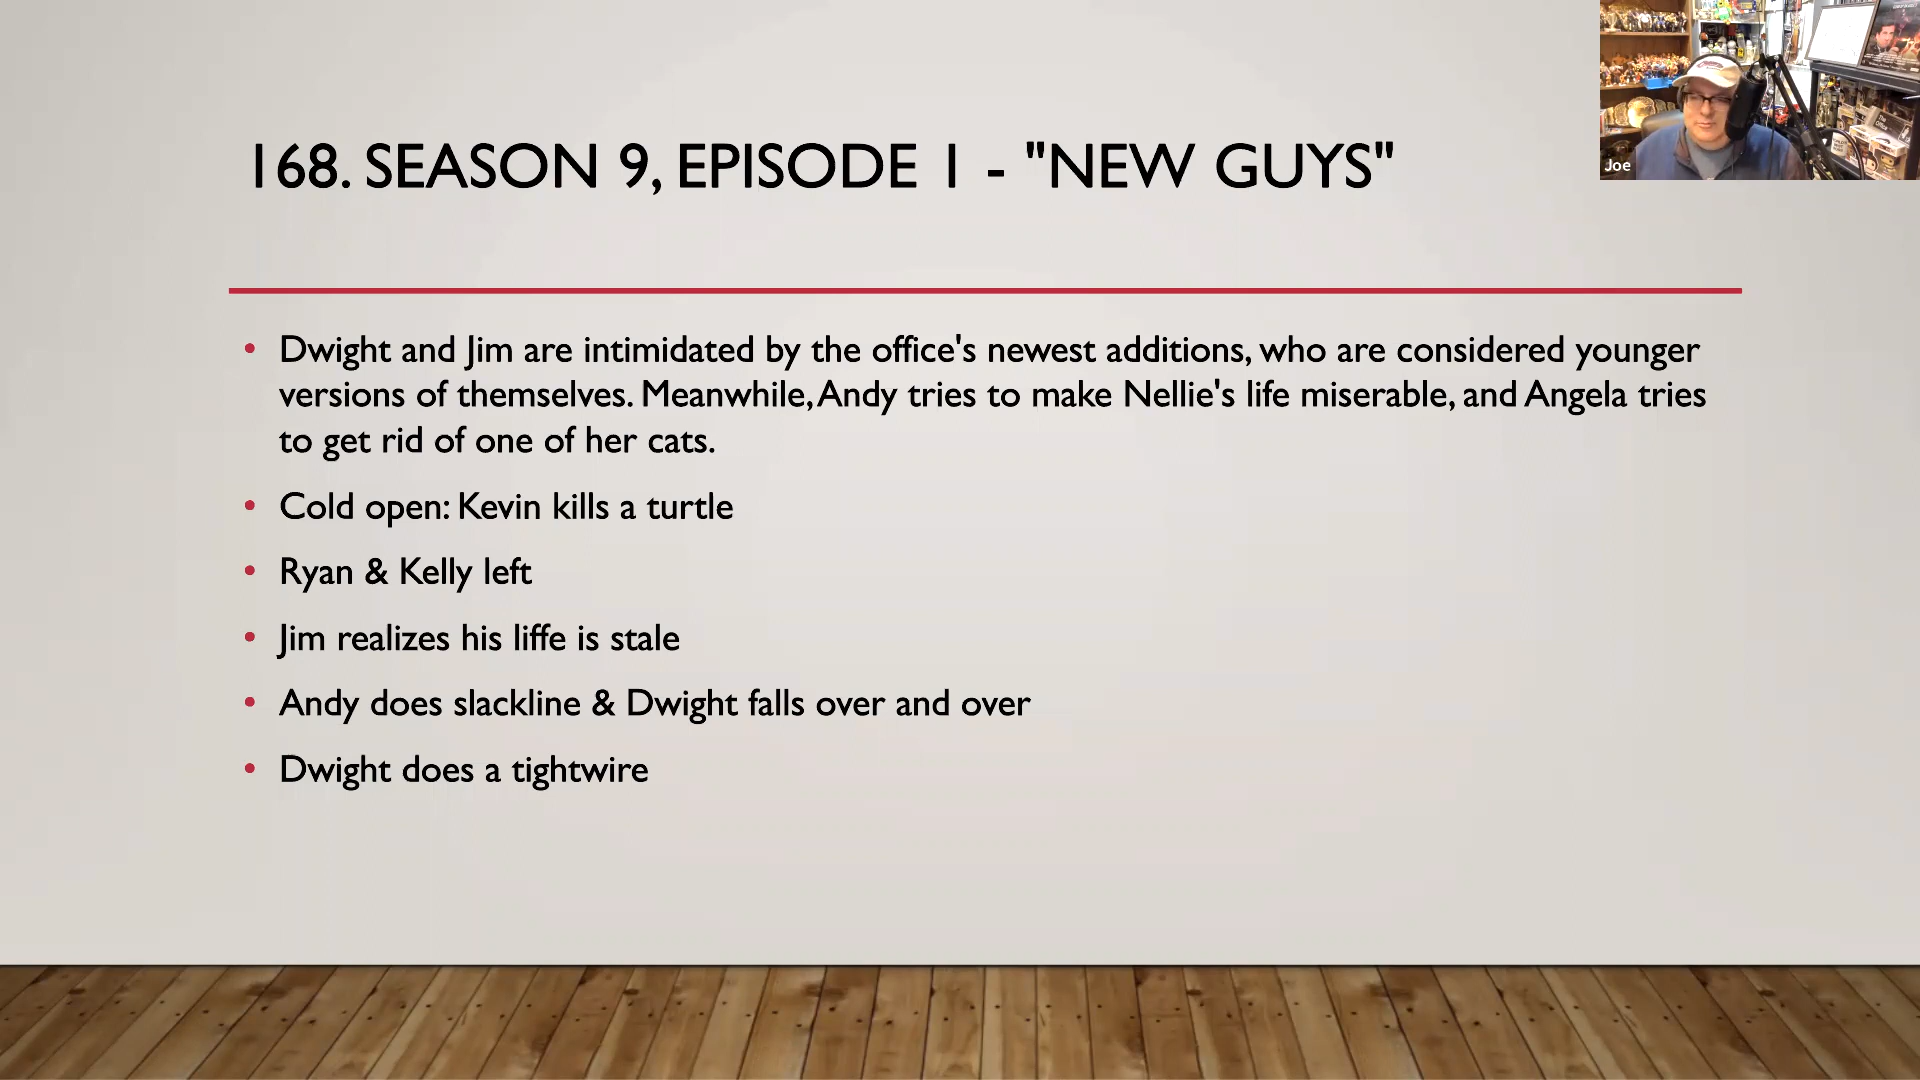 168. SEASON 9, EPISODE 1 - "NEW GUYS"
Joe
• Dwight and Jim are intimidated by the office's newest additions, who are considered younger
versions of themselves. Meanwhile, Andy tries to make Nellie's life miserable, and Angela tries
to get rid of one of her cats.
• Cold open: Kevin kills a turtle
• Ryan & Kelly left
• Jim realizes his liffe is stale
• Andy does slackline & Dwight falls over and over
• Dwight does a tightwire